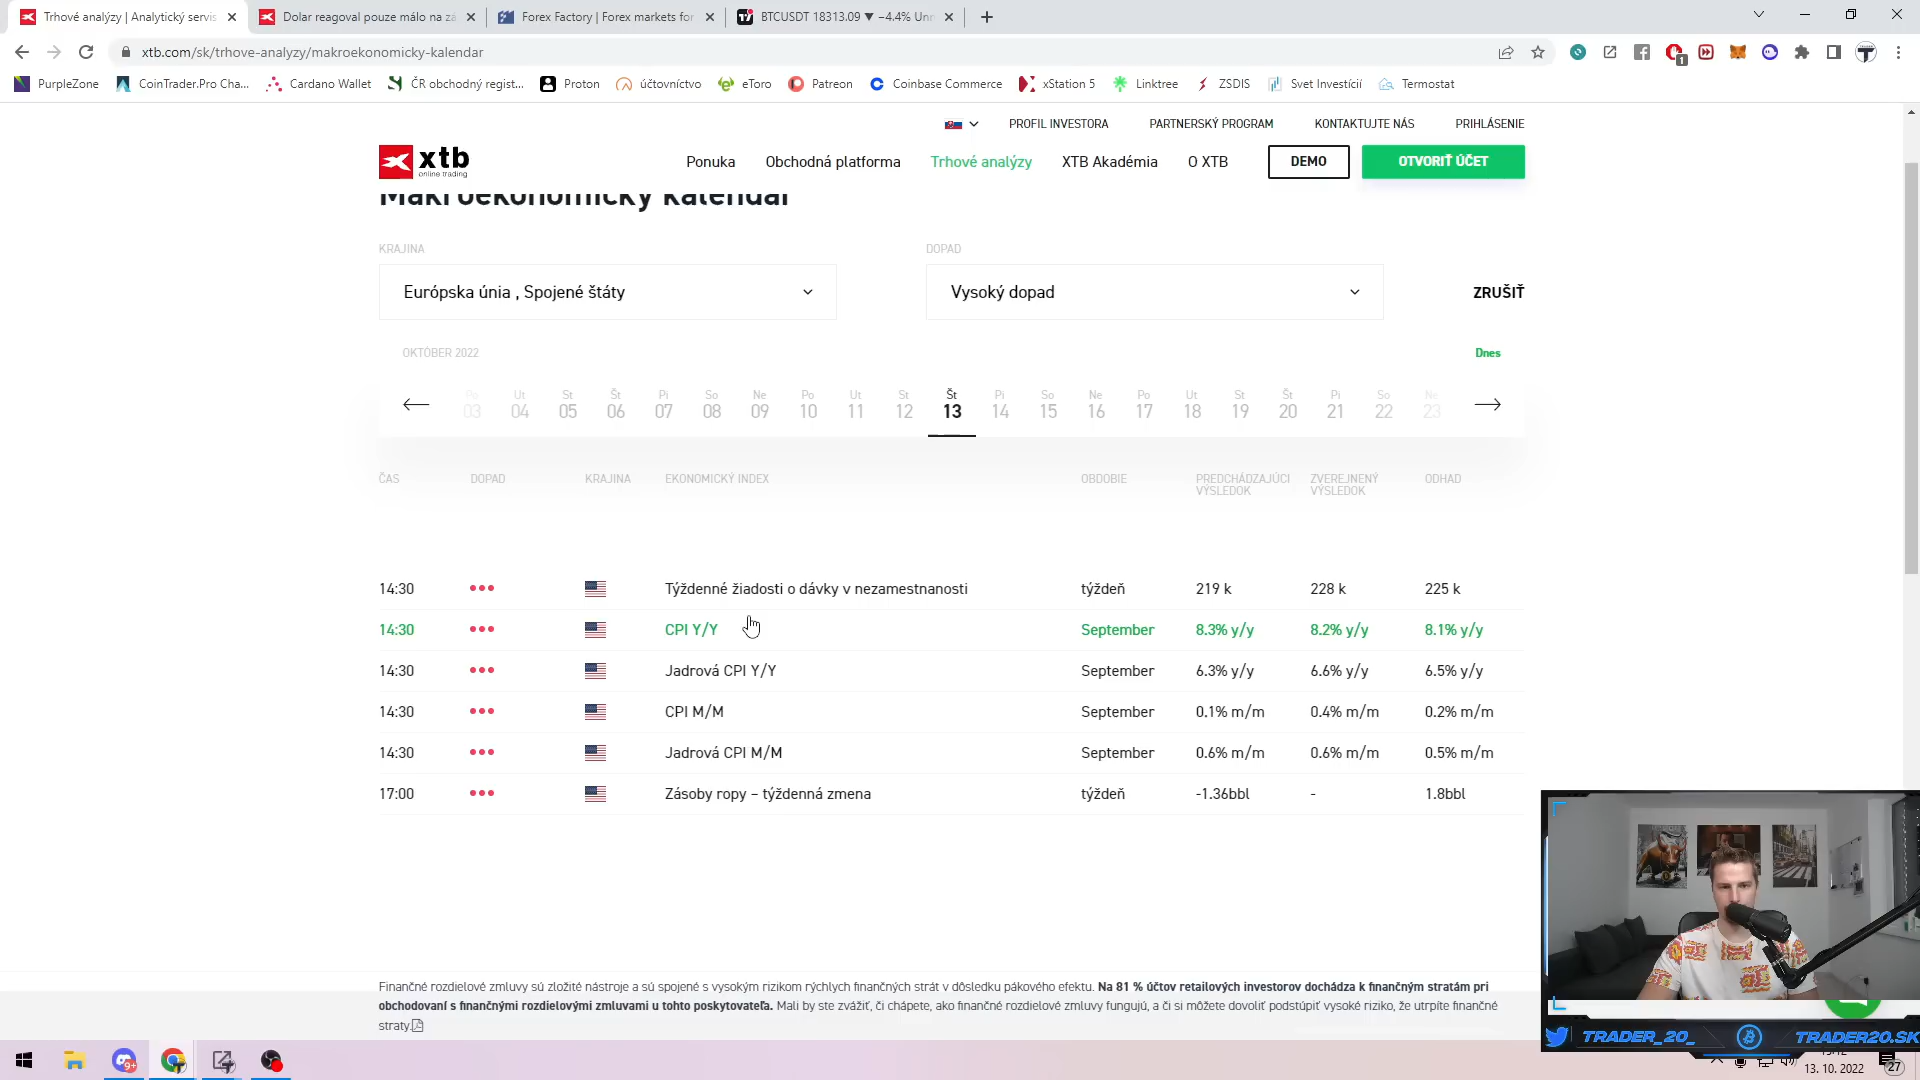 Trhové analýzy | Analytický servis
Dolar reagoval pouze málo na zá
Forex Factory | Forex markets for
BTCUSDT 18313.09 ▼ −4.4% Unn
xtb.com/sk/trhove-analyzy/makroekonomicky-kalendar
1
PurpleZone
CoinTrader.Pro Cha...
Cardano Wallet
ČR obchodný regist...
Proton
účtovníctvo
eToro
Patreon
Coinbase Commerce
xStation 5
Linktree
ZSDIS
Svet Investícií
Termostat
PROFIL INVESTORA
PARTNERSKÝ PROGRAM
KONTAKTUJTE NÁS
PRIHLÁSENIE
xtb
online trading
Ponuka
Obchodná platforma
Trhové analýzy
XTB Akadémia
O XTB
DEMO
OTVORIŤ ÚČET
Makroekonomický kalendár
KRAJINA
DOPAD
Európska únia , Spojené štáty
Vysoký dopad
ZRUŠIŤ
OKTÓBER 2022
Dnes
Po Ut St Št Pi So Ne Po Ut St Št Pi So Ne Po Ut St Št Pi So Ne
03 04 05 06 07 08 09 10 11 12 13 14 15 16 17 18 19 20 21 22 23
ČAS DOPAD KRAJINA EKONOMICKÝ INDEX OBDOBIE PREDCHÁDZAJÚCI VÝSLEDOK ZVEREJNENÝ VÝSLEDOK ODHAD
14:30 Týždenné žiadosti o dávky v nezamestnanosti týždeň 219 k 228 k 225 k
14:30 CPI Y/Y September 8.3% y/y 8.2% y/y 8.1% y/y
14:30 Jadrová CPI Y/Y September 6.3% y/y 6.6% y/y 6.5% y/y
14:30 CPI M/M September 0.1% m/m 0.4% m/m 0.2% m/m
14:30 Jadrová CPI M/M September 0.6% m/m 0.6% m/m 0.5% m/m
17:00 Zásoby ropy – týždenná zmena týždeň -1.36bbl - 1.8bbl
Finančné rozdielové zmluvy sú zložité nástroje a sú spojené s vysokým rizikom rýchlych finančných strát v dôsledku pákového efektu. Na 81 % účtov retailových investorov dochádza k finančným stratám pri
obchodovaní s finančnými rozdielovými zmluvami u tohto poskytovateľa. Mali by ste zvážiť, či chápete, ako finančné rozdielové zmluvy fungujú, a či si môžete dovoliť podstúpiť vysoké riziko, že utrpíte finančné
straty.
TRADER_20_
TRADER20.SK
9+
13. 10. 2022
27